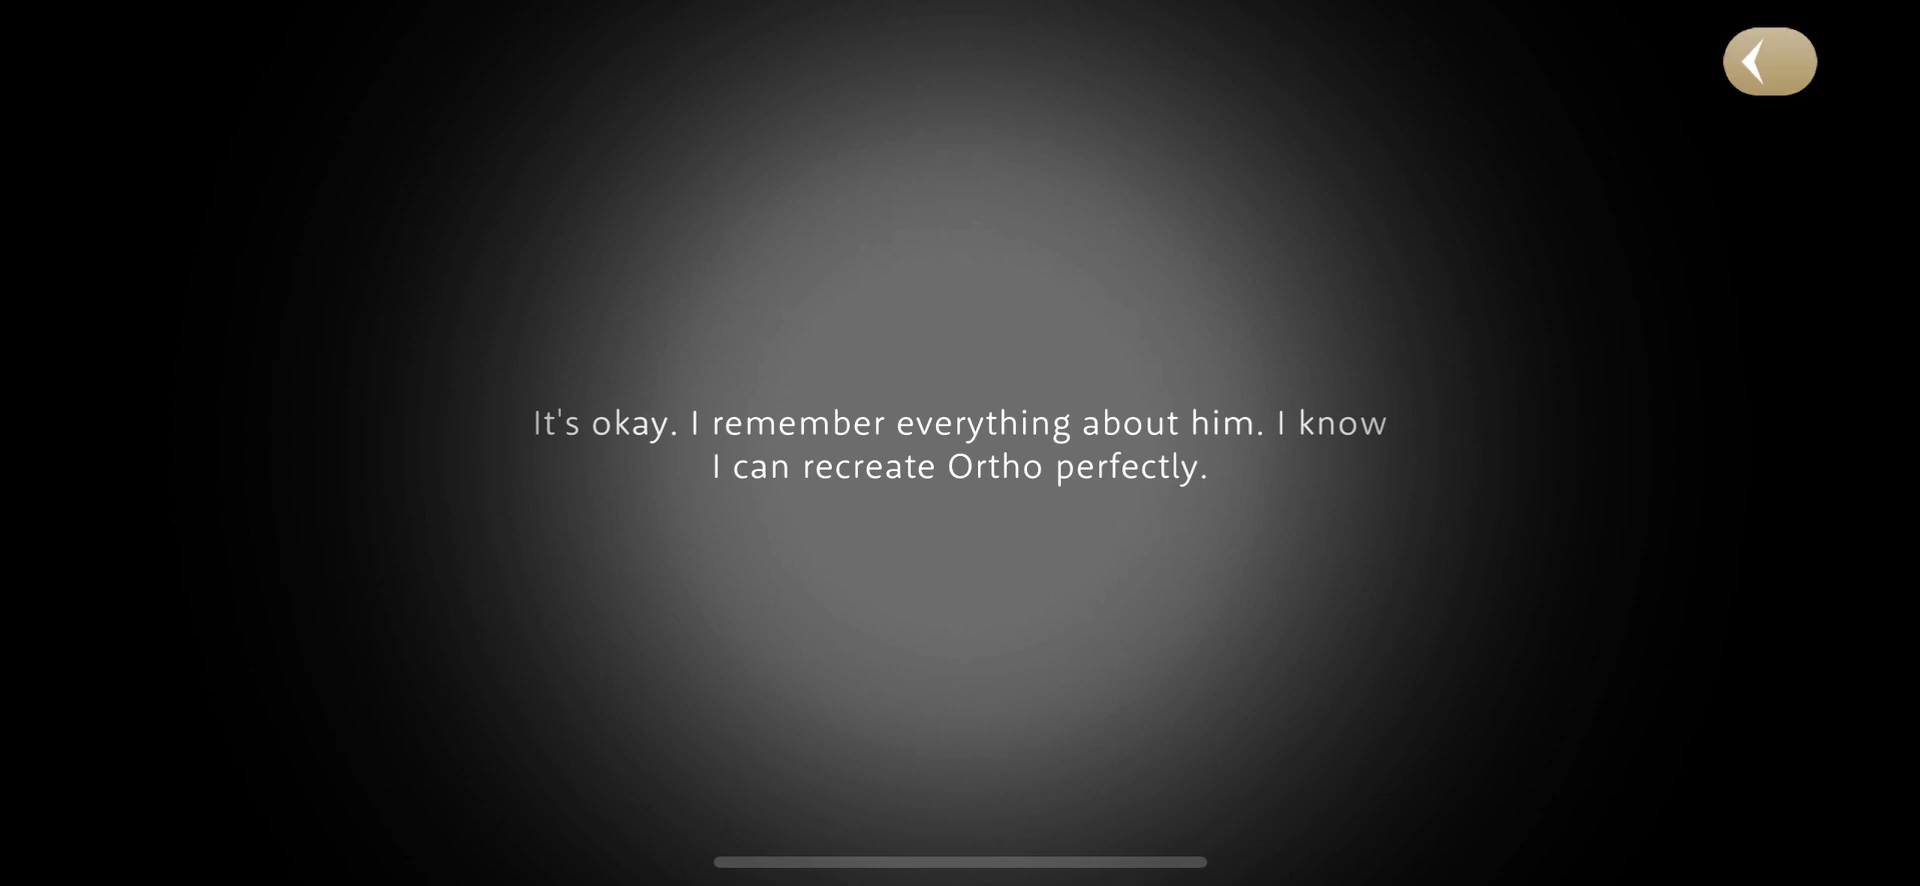 It's okay. I remember everything about him. I know
I can recreate Ortho perfectly.